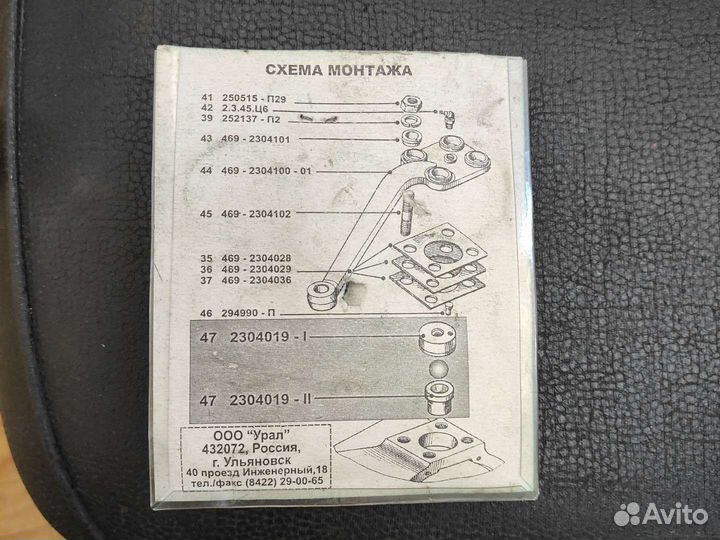 СХЕМА МОНТАЖА
41 250515 - П29
42 2.3.45.Ц6
39 252137 - П2
43 469 - 2304101
44 469 - 2304100 - 01
45 469 - 2304102
35 469 - 2304028
36 469 - 2304029
37 469 - 2304036
46 294990 - П
47 2304019 - I
47 2304019 - II
ООО "Урал"
432072, Россия,
г. Ульяновск
40 проезд Инженерный,18
тел./факс (8422) 29-00-65
Avito